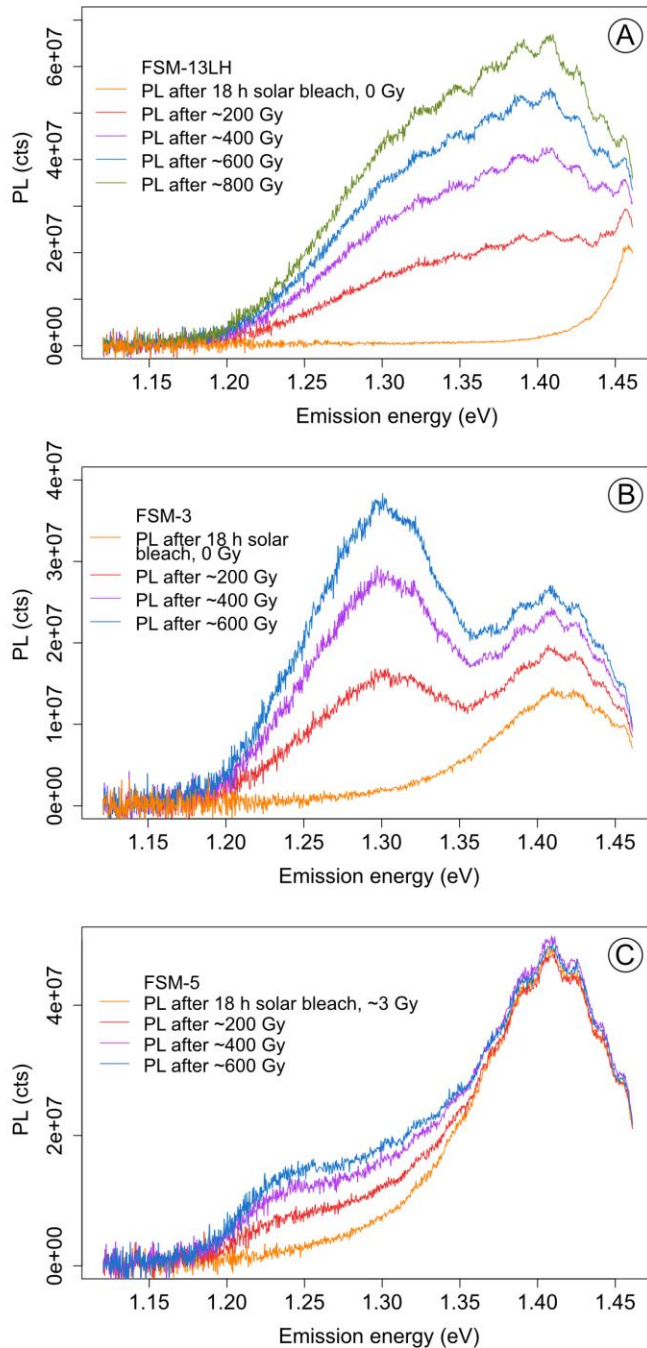 A
FSM-13LH
PL after 18 h solar bleach, 0 Gy
PL after ~200 Gy
PL after ~400 Gy
PL after ~600 Gy
PL after ~800 Gy
PL (cts)
6e+07
4e+07
2e+07
0e+00
1.15 1.20 1.25 1.30 1.35 1.40 1.45
Emission energy (eV)
B
FSM-3
PL after 18 h solar
bleach, 0 Gy
PL after ~200 Gy
PL after ~400 Gy
PL after ~600 Gy
PL (cts)
4e+07
3e+07
2e+07
1e+07
0e+00
1.15 1.20 1.25 1.30 1.35 1.40 1.45
Emission energy (eV)
C
FSM-5
PL after 18 h solar bleach, ~3 Gy
PL after ~200 Gy
PL after ~400 Gy
PL after ~600 Gy
PL (cts)
4e+07
2e+07
0e+00
1.15 1.20 1.25 1.30 1.35 1.40 1.45
Emission energy (eV)